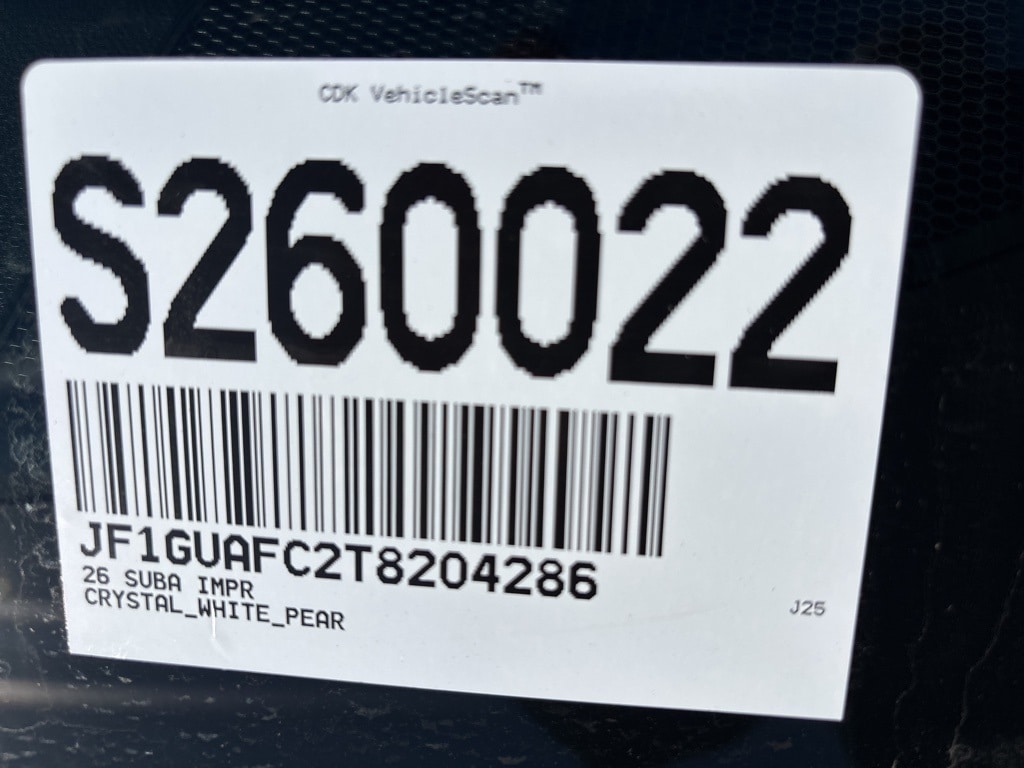 CDK VehicleScan™
S260022
JF1GUAFC2T8204286
26 SUBA IMPR
CRYSTAL_WHITE_PEAR
J25